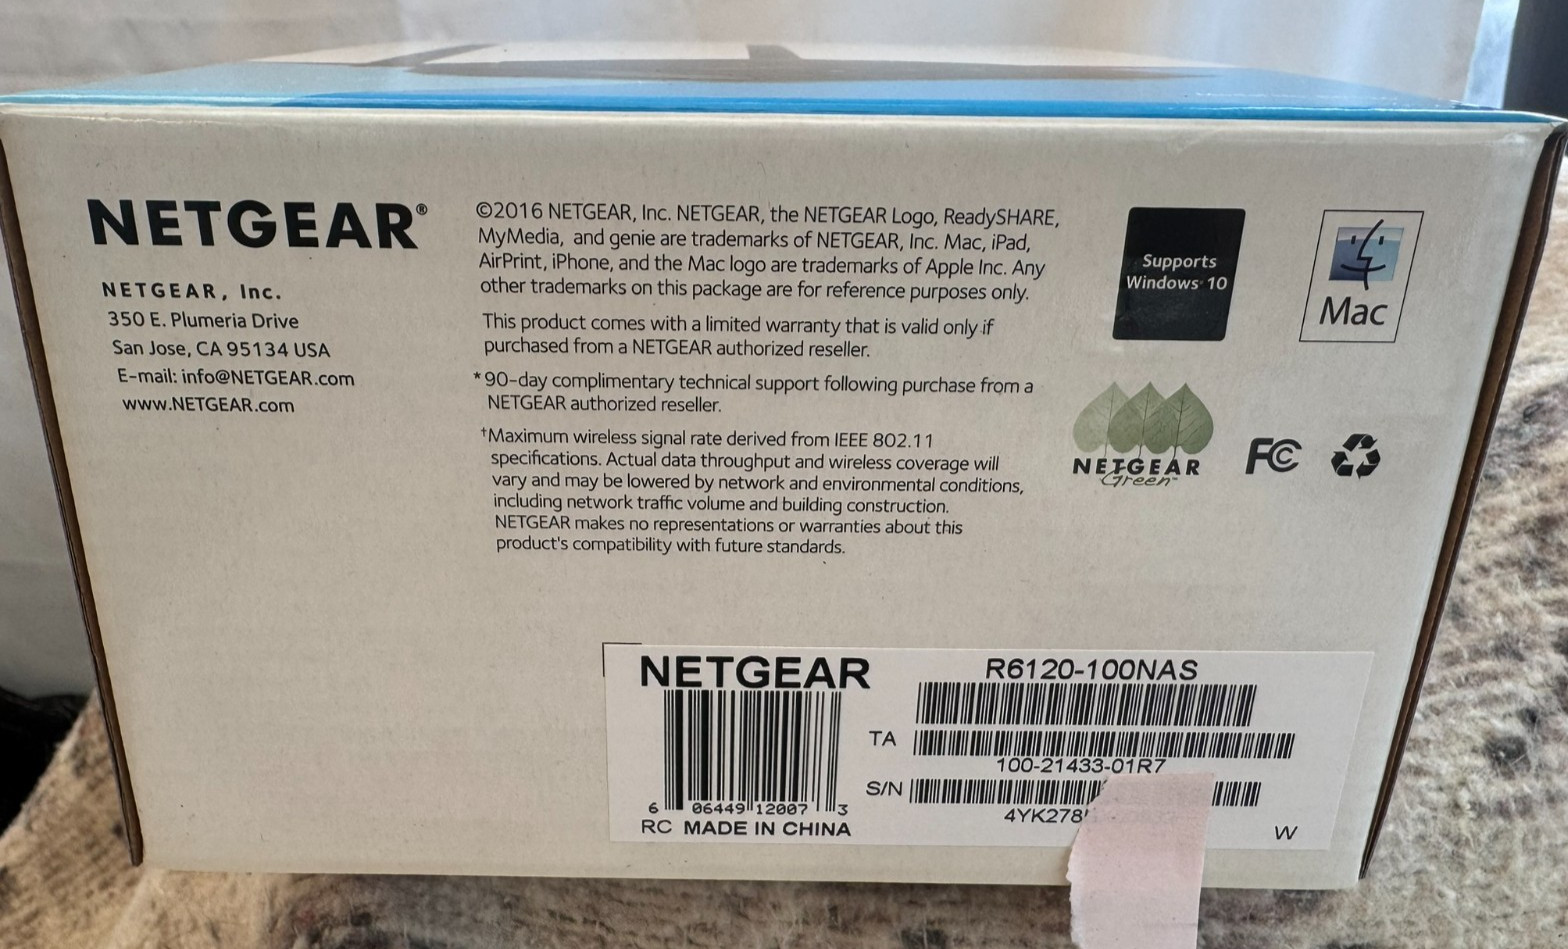 NETGEAR®
NETGEAR, Inc.
350 E. Plumeria Drive
San Jose, CA 95134 USA
E-mail: info@NETGEAR.com
www.NETGEAR.com
©2016 NETGEAR, Inc. NETGEAR, the NETGEAR Logo, ReadySHARE,
MyMedia, and genie are trademarks of NETGEAR, Inc. Mac, iPad,
AirPrint, iPhone, and the Mac logo are trademarks of Apple Inc. Any
other trademarks on this package are for reference purposes only.
This product comes with a limited warranty that is valid only if
purchased from a NETGEAR authorized reseller.
*90-day complimentary technical support following purchase from a
NETGEAR authorized reseller.
†Maximum wireless signal rate derived from IEEE 802.11
specifications. Actual data throughput and wireless coverage will
vary and may be lowered by network and environmental conditions,
including network traffic volume and building construction.
NETGEAR makes no representations or warranties about this
product's compatibility with future standards.
Supports
Windows 10
Mac
NETGEAR
Green™
FC
NETGEAR
6 06449 12007 3
RC MADE IN CHINA
R6120-100NAS
TA
100-21433-01R7
S/N
4YK278
W